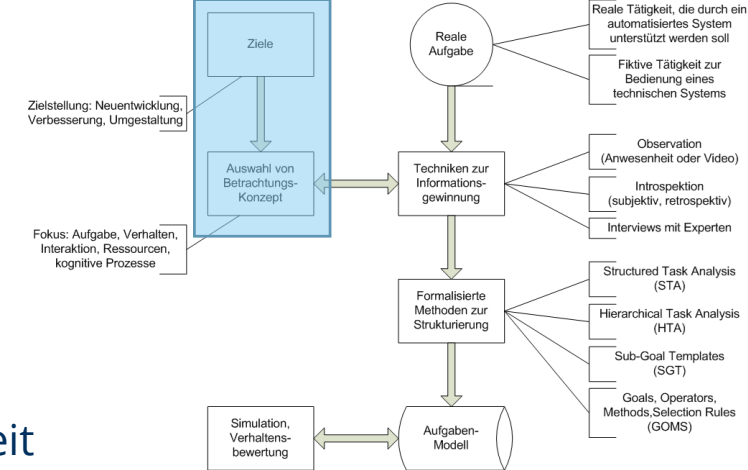 Ziele
Reale
Aufgabe
Reale Tätigkeit, die durch ein
automatisiertes System
unterstützt werden soll
Fiktive Tätigkeit zur
Bedienung eines
technischen Systems
Zielstellung: Neuentwicklung,
Verbesserung, Umgestaltung
Auswahl von
Betrachtungs-
Konzept
Techniken zur
Informations-
gewinnung
Observation
(Anwesenheit oder Video)
Introspektion
(subjektiv, retrospektiv)
Interviews mit Experten
Fokus: Aufgabe, Verhalten,
Interaktion, Ressourcen,
kognitive Prozesse
Formalisierte
Methoden zur
Strukturierung
Structured Task Analysis
(STA)
Hierarchical Task Analysis
(HTA)
Sub-Goal Templates
(SGT)
Goals, Operators,
Methods,Selection Rules
(GOMS)
eit
Simulation,
Verhaltens-
bewertung
Aufgaben-
Modell